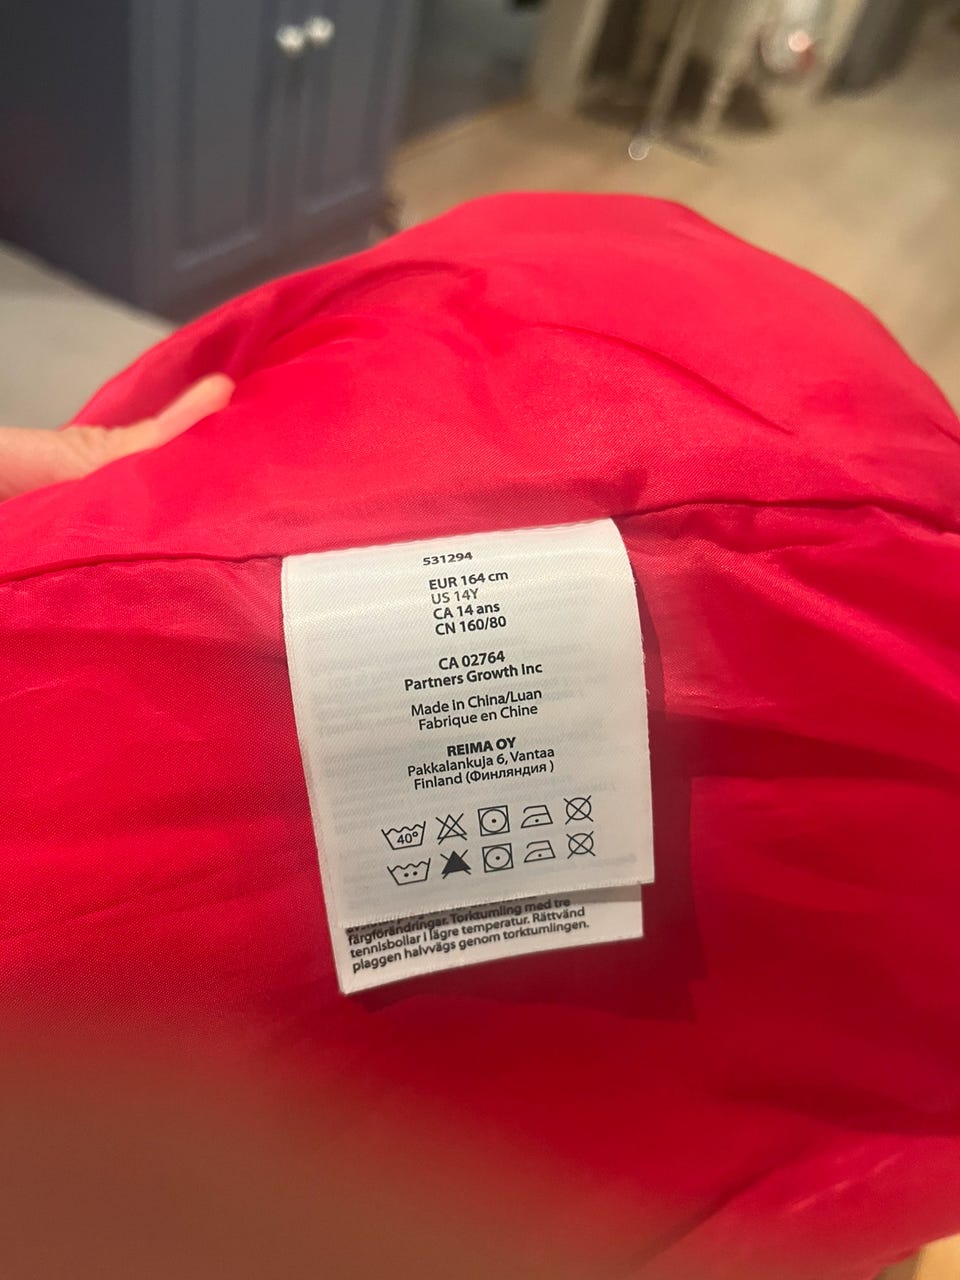 531294
EUR 164 cm
US 14Y
CA 14 ans
CN 160/80
CA 02764
Partners Growth Inc
Made in China/Luan
Fabrique en Chine
REIMA OY
Pakkalankuja 6, Vantaa
Finland (Финляндия )
40°
färgförändringar. Torktumling med tre
tennisbollar i lägre temperatur. Rättvänd
plaggen halvvägs genom torktumlingen.